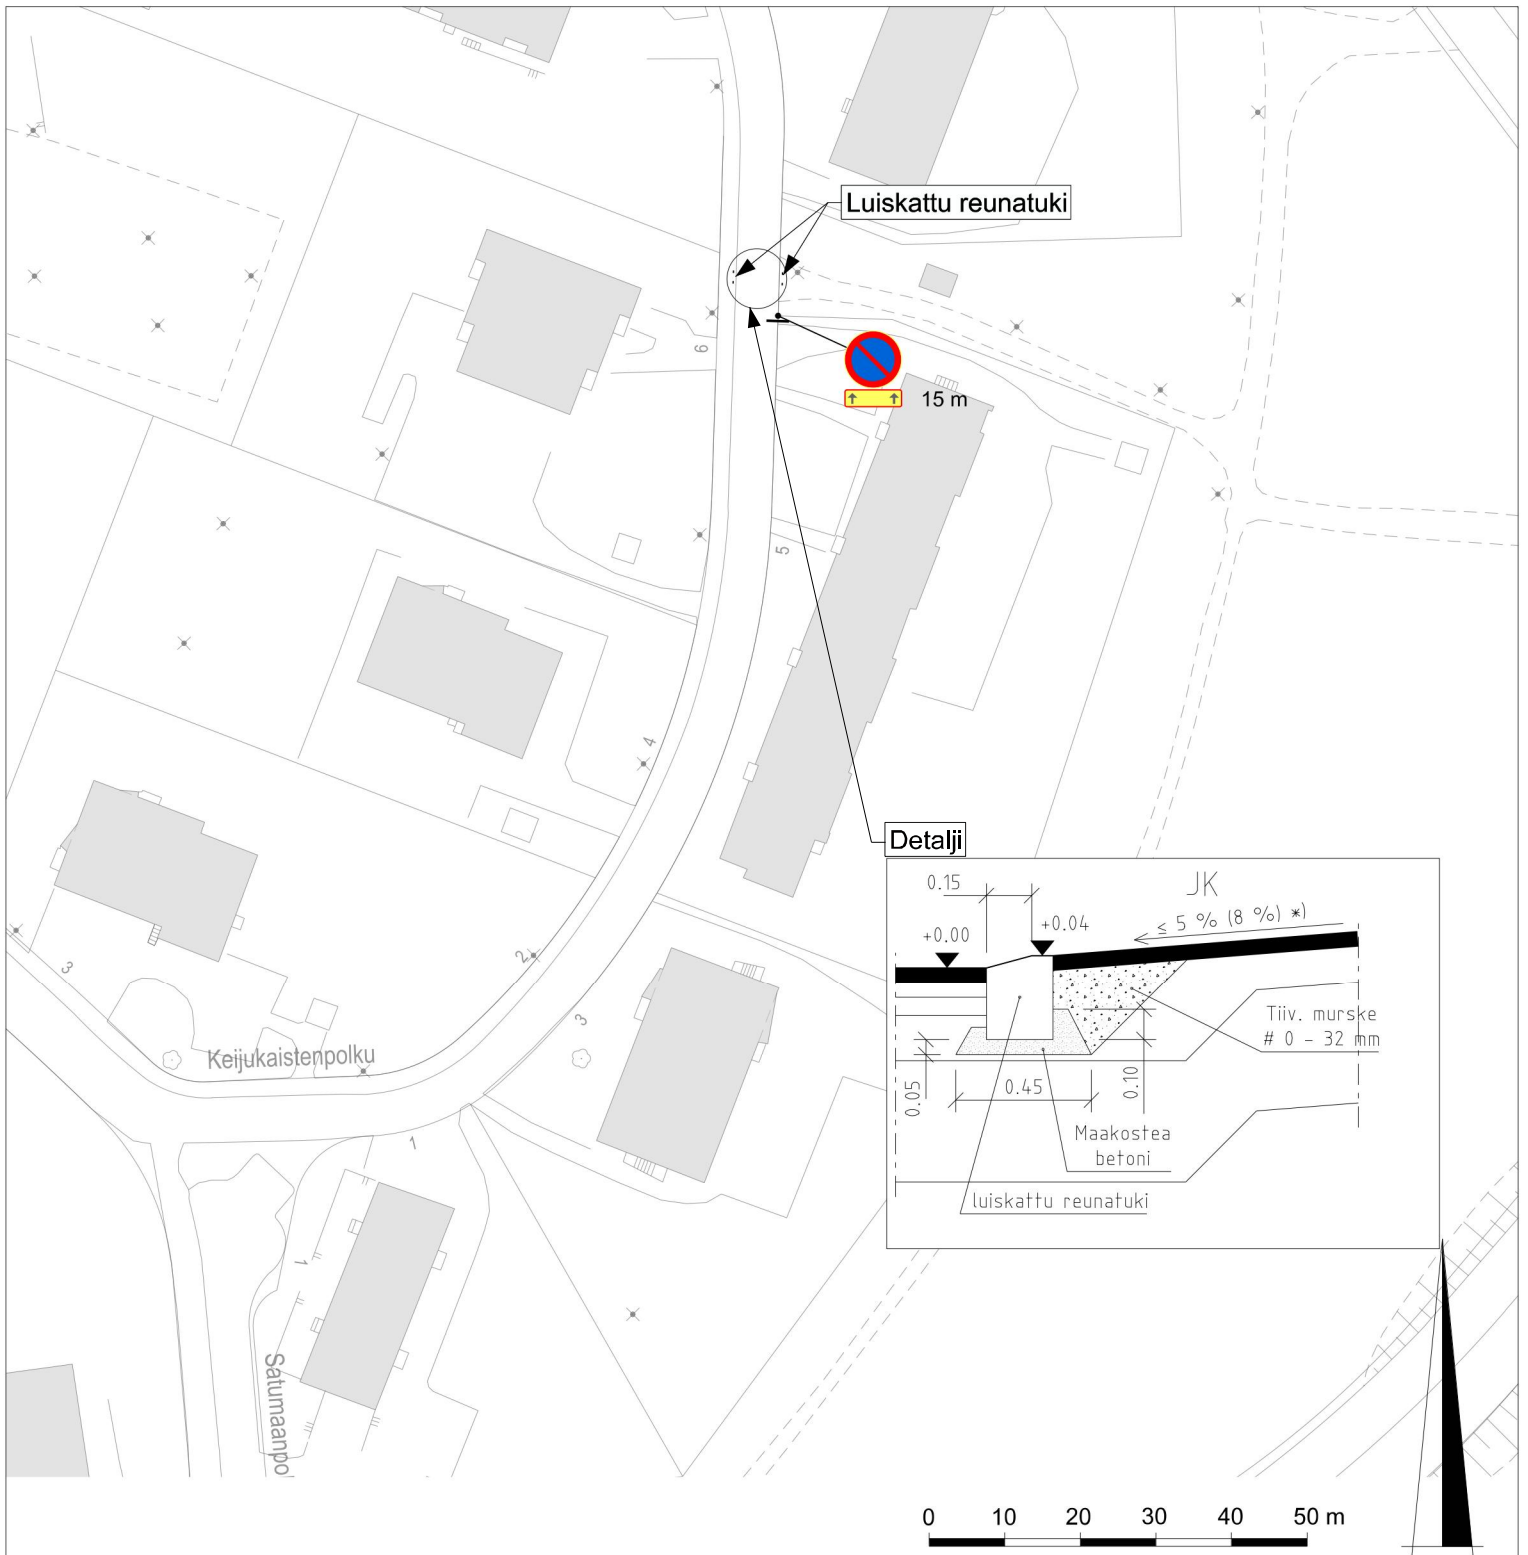 Luiskattu reunatuki
15 m
6
5
4
2
3
3
1
1
Keijukaistenpolku
Satumaanpo
Detalji
JK
0.15
+0.00
+0.04
≤ 5 % (8 %) *)
Tiiv. murske
# 0 - 32 mm
0.05
0.45
0.10
Maakostea
betoni
luiskattu reunatuki
0 10 20 30 40 50 m